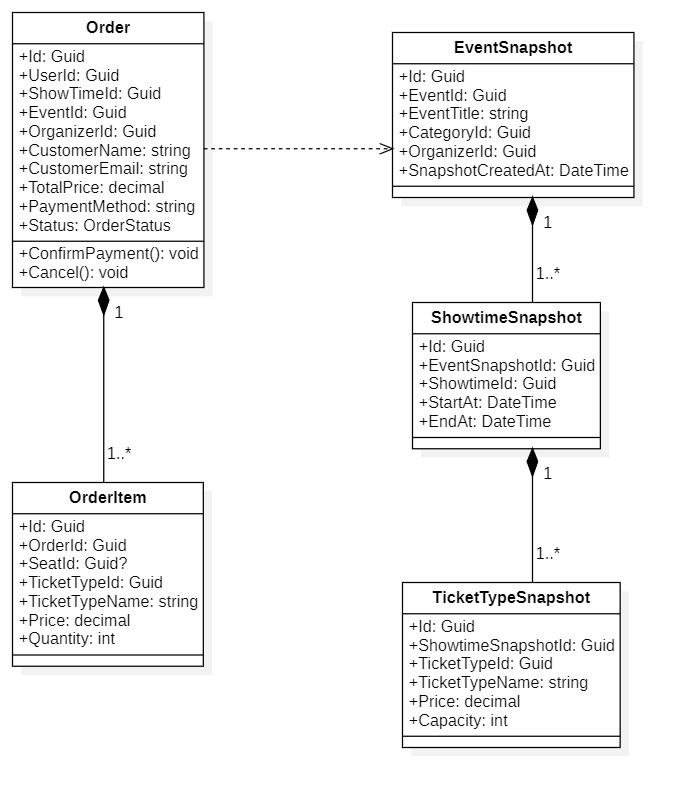 Order
+Id: Guid
+UserId: Guid
+ShowTimeId: Guid
+EventId: Guid
+OrganizerId: Guid
+CustomerName: string
+CustomerEmail: string
+TotalPrice: decimal
+PaymentMethod: string
+Status: OrderStatus
+ConfirmPayment(): void
+Cancel(): void
1
1..*
OrderItem
+Id: Guid
+OrderId: Guid
+SeatId: Guid?
+TicketTypeId: Guid
+TicketTypeName: string
+Price: decimal
+Quantity: int
EventSnapshot
+Id: Guid
+EventId: Guid
+EventTitle: string
+CategoryId: Guid
+OrganizerId: Guid
+SnapshotCreatedAt: DateTime
1
1..*
ShowtimeSnapshot
+Id: Guid
+EventSnapshotId: Guid
+ShowtimeId: Guid
+StartAt: DateTime
+EndAt: DateTime
1
1..*
TicketTypeSnapshot
+Id: Guid
+ShowtimeSnapshotId: Guid
+TicketTypeId: Guid
+TicketTypeName: string
+Price: decimal
+Capacity: int